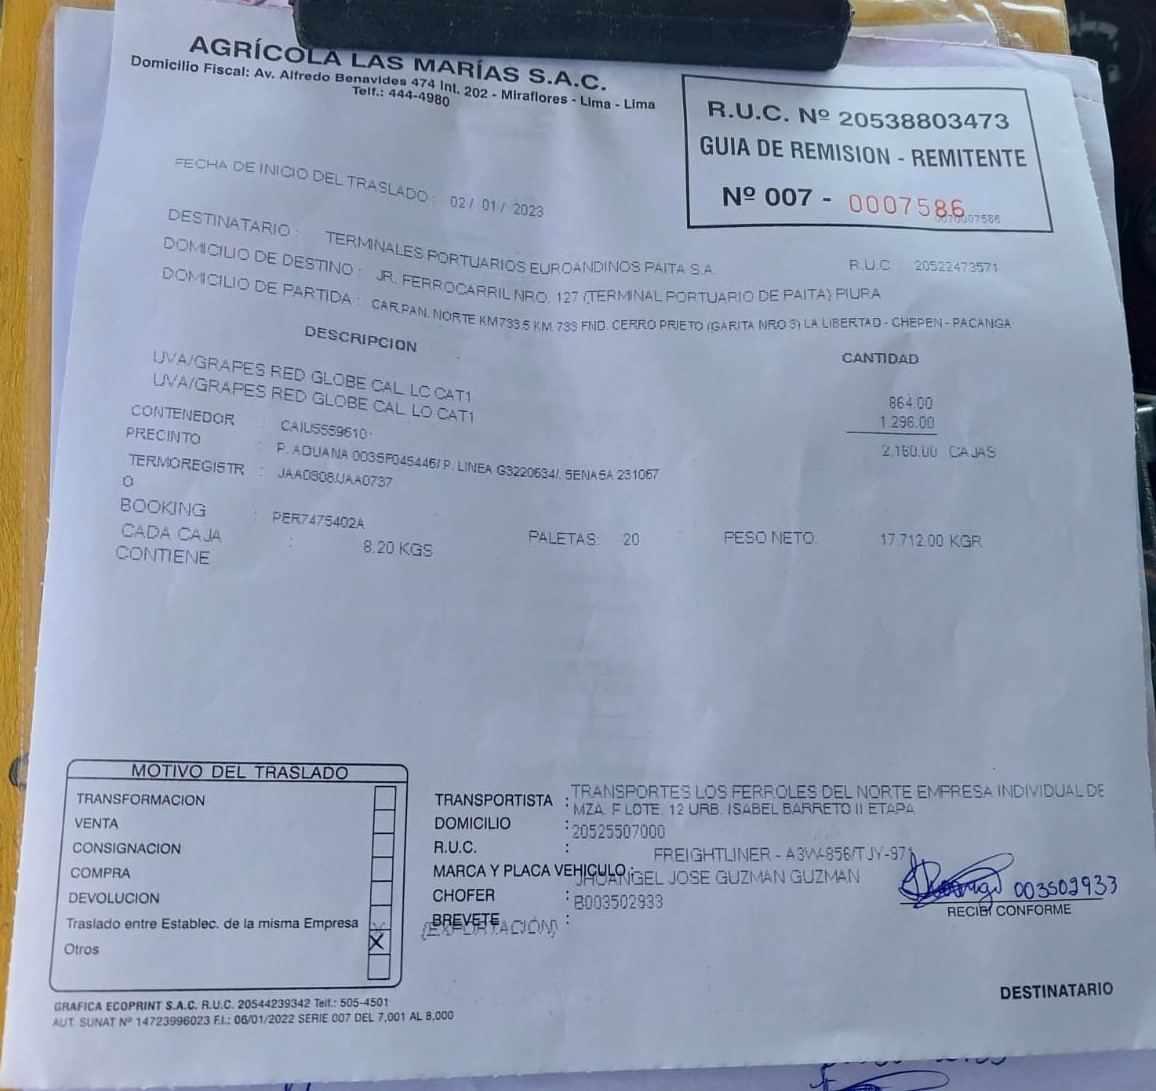 AGRÍCOLA LAS MARÍAS S.A.C.
Domicilio Fiscal: Av. Alfredo Benavides 474 Int. 202 - Miraflores - Lima - Lima
Telf.: 444-4980
R.U.C. Nº 20538803473
GUIA DE REMISION - REMITENTE
Nº 007 - 0007586
0070007586
FECHA DE INICIO DEL TRASLADO : 02/ 01 / 2023
DESTINATARIO : TERMINALES PORTUARIOS EUROANDINOS PAITA S.A. R.U.C. : 20522473571
DOMICILIO DE DESTINO : JR. FERROCARRIL NRO. 127 (TERMINAL PORTUARIO DE PAITA) PIURA
DOMICILIO DE PARTIDA : CAR.PAN. NORTE KM733.5 KM. 733 FND. CERRO PRIETO (GARITA NRO 3) LA LIBERTAD - CHEPEN - PACANGA
DESCRIPCION CANTIDAD
UVA/GRAPES RED GLOBE CAL. LC CAT1 864.00
UVA/GRAPES RED GLOBE CAL. LO CAT1 1,296.00
2,160.00 CAJAS
CONTENEDOR : CAIU5559610-
PRECINTO : P. ADUANA 0035F045446/ P. LINEA G3220634/. SENASA 231067
TERMOREGISTR : JAA0808/JAA0737
O
BOOKING : PER7475402A
CADA CAJA : 8.20 KGS PALETAS: 20 PESO NETO: 17,712.00 KGR
CONTIENE
MOTIVO DEL TRASLADO
TRANSFORMACION
VENTA
CONSIGNACION
COMPRA
DEVOLUCION
Traslado entre Establec. de la misma Empresa
Otros X
(EXPORTACIÓN)
TRANSPORTISTA : TRANSPORTES LOS FERROLES DEL NORTE EMPRESA INDIVIDUAL DE
DOMICILIO : MZA. F LOTE. 12 URB. ISABEL BARRETO II ETAPA
R.U.C. : 20525507000
MARCA Y PLACA VEHICULO : FREIGHTLINER - A3W-856/TJY-971
CHOFER : JHOANGEL JOSE GUZMAN GUZMAN
BREVETE : B003502933
003502933
RECIBÍ CONFORME
GRAFICA ECOPRINT S.A.C. R.U.C. 20544239342 Telf.: 505-4501
AUT. SUNAT Nº 14723996023 F.I.: 06/01/2022 SERIE 007 DEL 7,001 AL 8,000
DESTINATARIO